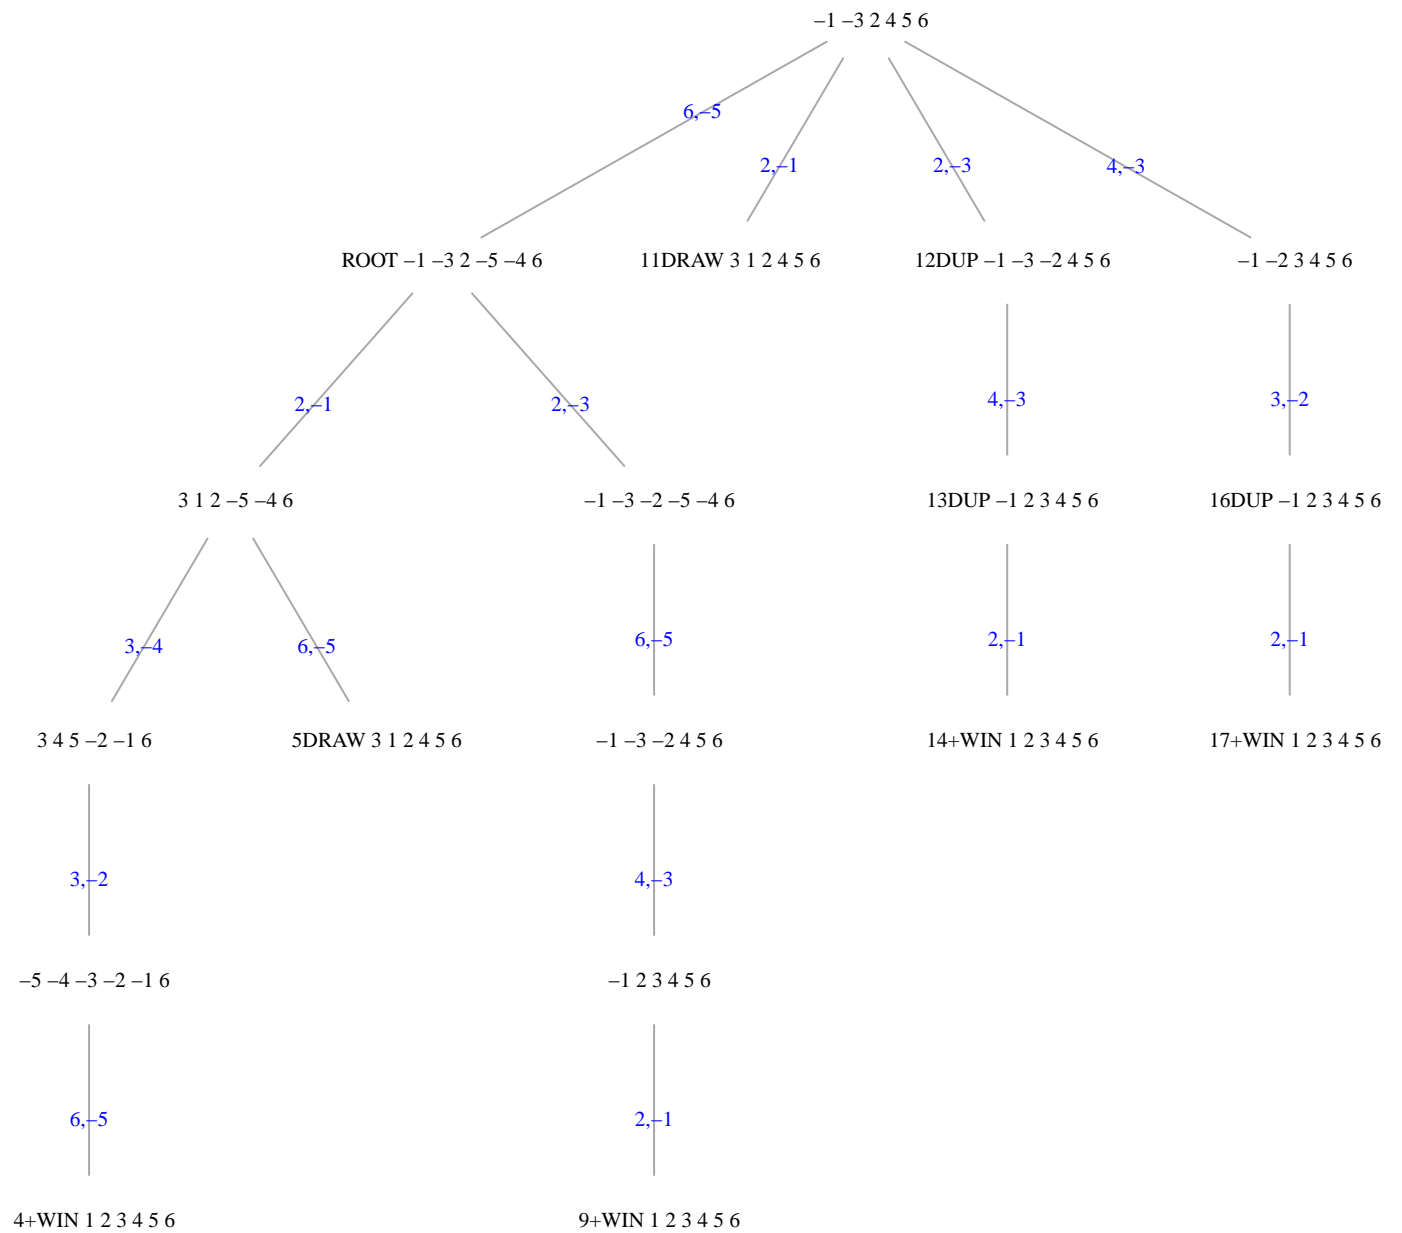 –1 –3 2 4 5 6
6,–5
2,–1
2,–3
4,–3
ROOT –1 –3 2 –5 –4 6
11DRAW 3 1 2 4 5 6
12DUP –1 –3 –2 4 5 6
–1 –2 3 4 5 6
2,–1
2,–3
4,–3
3,–2
3 1 2 –5 –4 6
–1 –3 –2 –5 –4 6
13DUP –1 2 3 4 5 6
16DUP –1 2 3 4 5 6
3,–4
6,–5
6,–5
2,–1
2,–1
3 4 5 –2 –1 6
5DRAW 3 1 2 4 5 6
–1 –3 –2 4 5 6
14+WIN 1 2 3 4 5 6
17+WIN 1 2 3 4 5 6
3,–2
4,–3
–5 –4 –3 –2 –1 6
–1 2 3 4 5 6
6,–5
2,–1
4+WIN 1 2 3 4 5 6
9+WIN 1 2 3 4 5 6